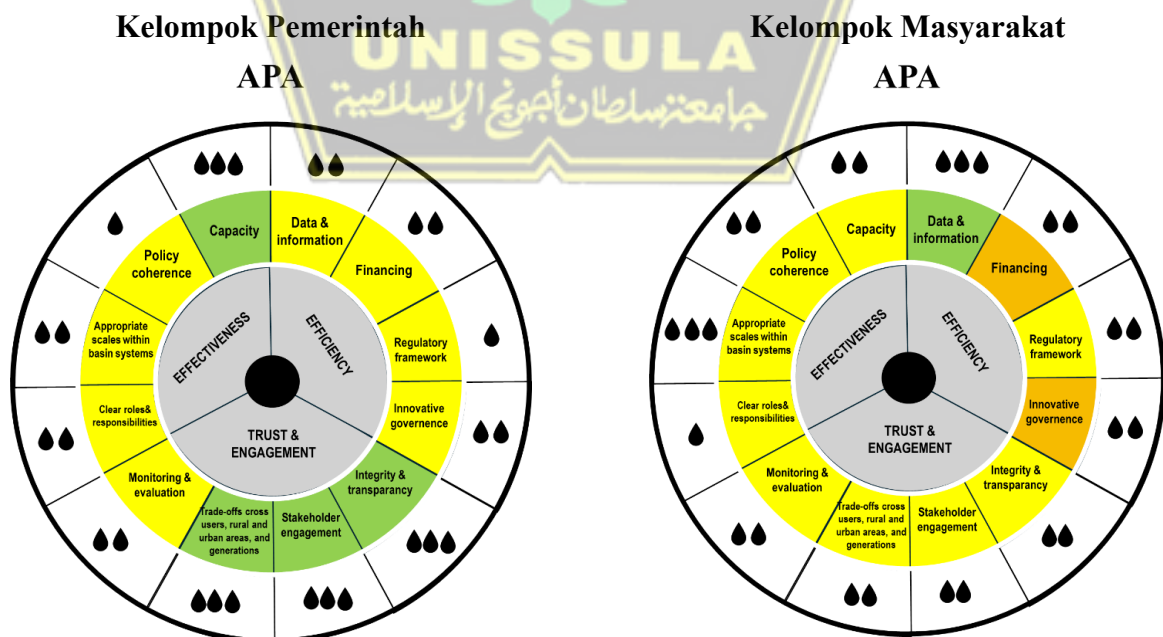 Kelompok Pemerintah
APA
Kelompok Masyarakat
APA
UNISSULA
جامعتنسلطان أجونج الإسلامية
Capacity
Data &
information
Financing
Regulatory
framework
Innovative
governence
Integrity &
transparancy
Stakeholder
engagement
Trade-offs cross
users, rural and
urban areas, and
generations
Monitoring &
evaluation
Clear roles&
responsibilities
Appropriate
scales within
basin systems
Policy
coherence
EFFECTIVENESS
EFFICIENCY
TRUST &
ENGAGEMENT
Capacity
Data &
information
Financing
Regulatory
framework
Innovative
governence
Integrity &
transparancy
Stakeholder
engagement
Trade-offs cross
users, rural and
urban areas, and
generations
Monitoring &
evaluation
Clear roles&
responsibilities
Appropriate
scales within
basin systems
Policy
coherence
EFFECTIVENESS
EFFICIENCY
TRUST &
ENGAGEMENT